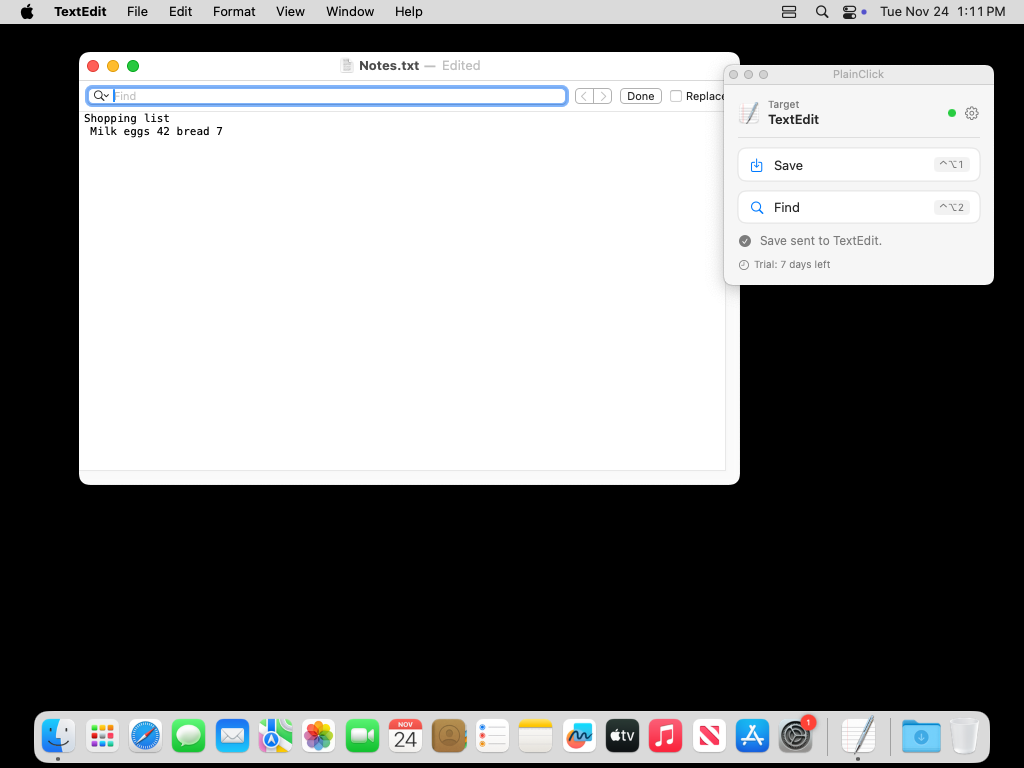 TextEdit File Edit Format View Window Help Tue Nov 24 1:11 PM
Notes.txt — Edited
Find Done Replace
Shopping list
Milk eggs 42 bread 7
PlainClick
Target
TextEdit
Save ^⌥1
Find ^⌥2
Save sent to TextEdit.
Trial: 7 days left
NOV
24
tv
1